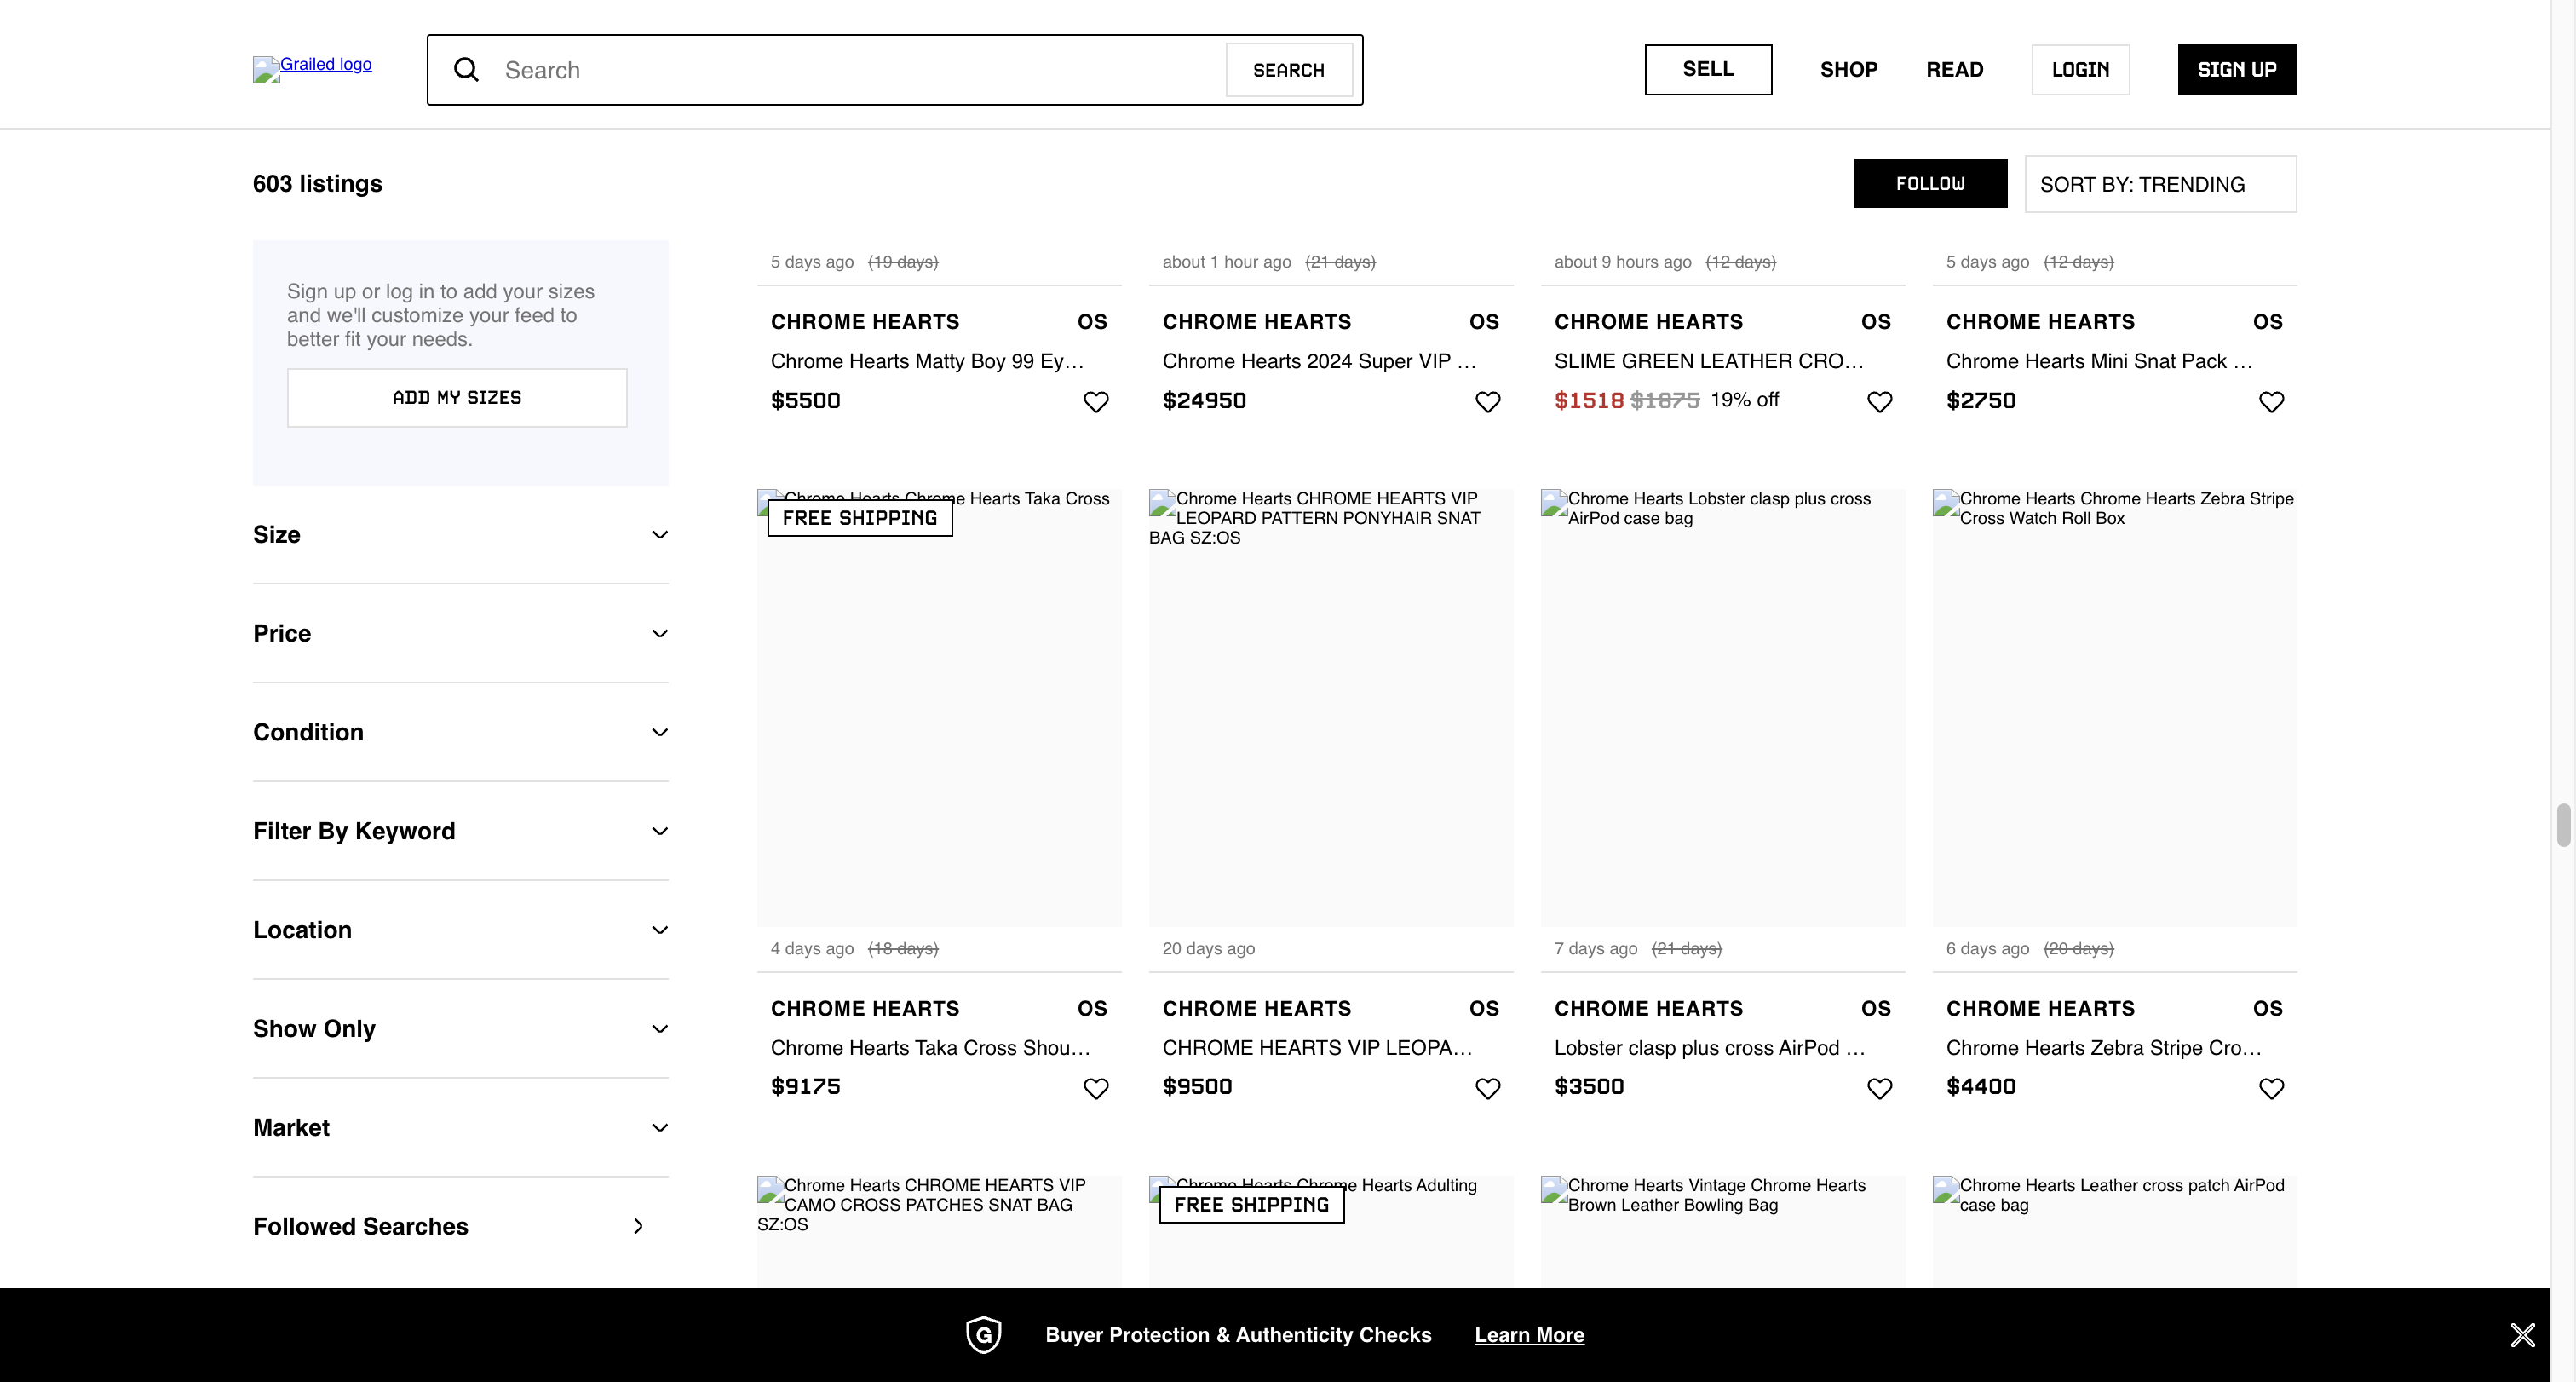 Grailed logo
Search
SEARCH
SELL
SHOP
READ
LOGIN
SIGN UP
603 listings
FOLLOW
SORT BY: TRENDING
Sign up or log in to add your sizes
and we'll customize your feed to
better fit your needs.
ADD MY SIZES
Size
Price
Condition
Filter By Keyword
Location
Show Only
Market
Followed Searches
5 days ago (19 days)
CHROME HEARTS OS
Chrome Hearts Matty Boy 99 Ey…
$5500
about 1 hour ago (21 days)
CHROME HEARTS OS
Chrome Hearts 2024 Super VIP …
$24950
about 9 hours ago (12 days)
CHROME HEARTS OS
SLIME GREEN LEATHER CRO…
$1518 $1875 19% off
5 days ago (12 days)
CHROME HEARTS OS
Chrome Hearts Mini Snat Pack …
$2750
Chrome Hearts Chrome Hearts Taka Cross
FREE SHIPPING
4 days ago (18 days)
CHROME HEARTS OS
Chrome Hearts Taka Cross Shou…
$9175
Chrome Hearts CHROME HEARTS VIP
LEOPARD PATTERN PONYHAIR SNAT
BAG SZ:OS
20 days ago
CHROME HEARTS OS
CHROME HEARTS VIP LEOPA…
$9500
Chrome Hearts Lobster clasp plus cross
AirPod case bag
7 days ago (21 days)
CHROME HEARTS OS
Lobster clasp plus cross AirPod …
$3500
Chrome Hearts Chrome Hearts Zebra Stripe
Cross Watch Roll Box
6 days ago (20 days)
CHROME HEARTS OS
Chrome Hearts Zebra Stripe Cro…
$4400
Chrome Hearts CHROME HEARTS VIP
CAMO CROSS PATCHES SNAT BAG
SZ:OS
Chrome Hearts Chrome Hearts Adulting
FREE SHIPPING
Chrome Hearts Vintage Chrome Hearts
Brown Leather Bowling Bag
Chrome Hearts Leather cross patch AirPod
case bag
G
Buyer Protection & Authenticity Checks
Learn More